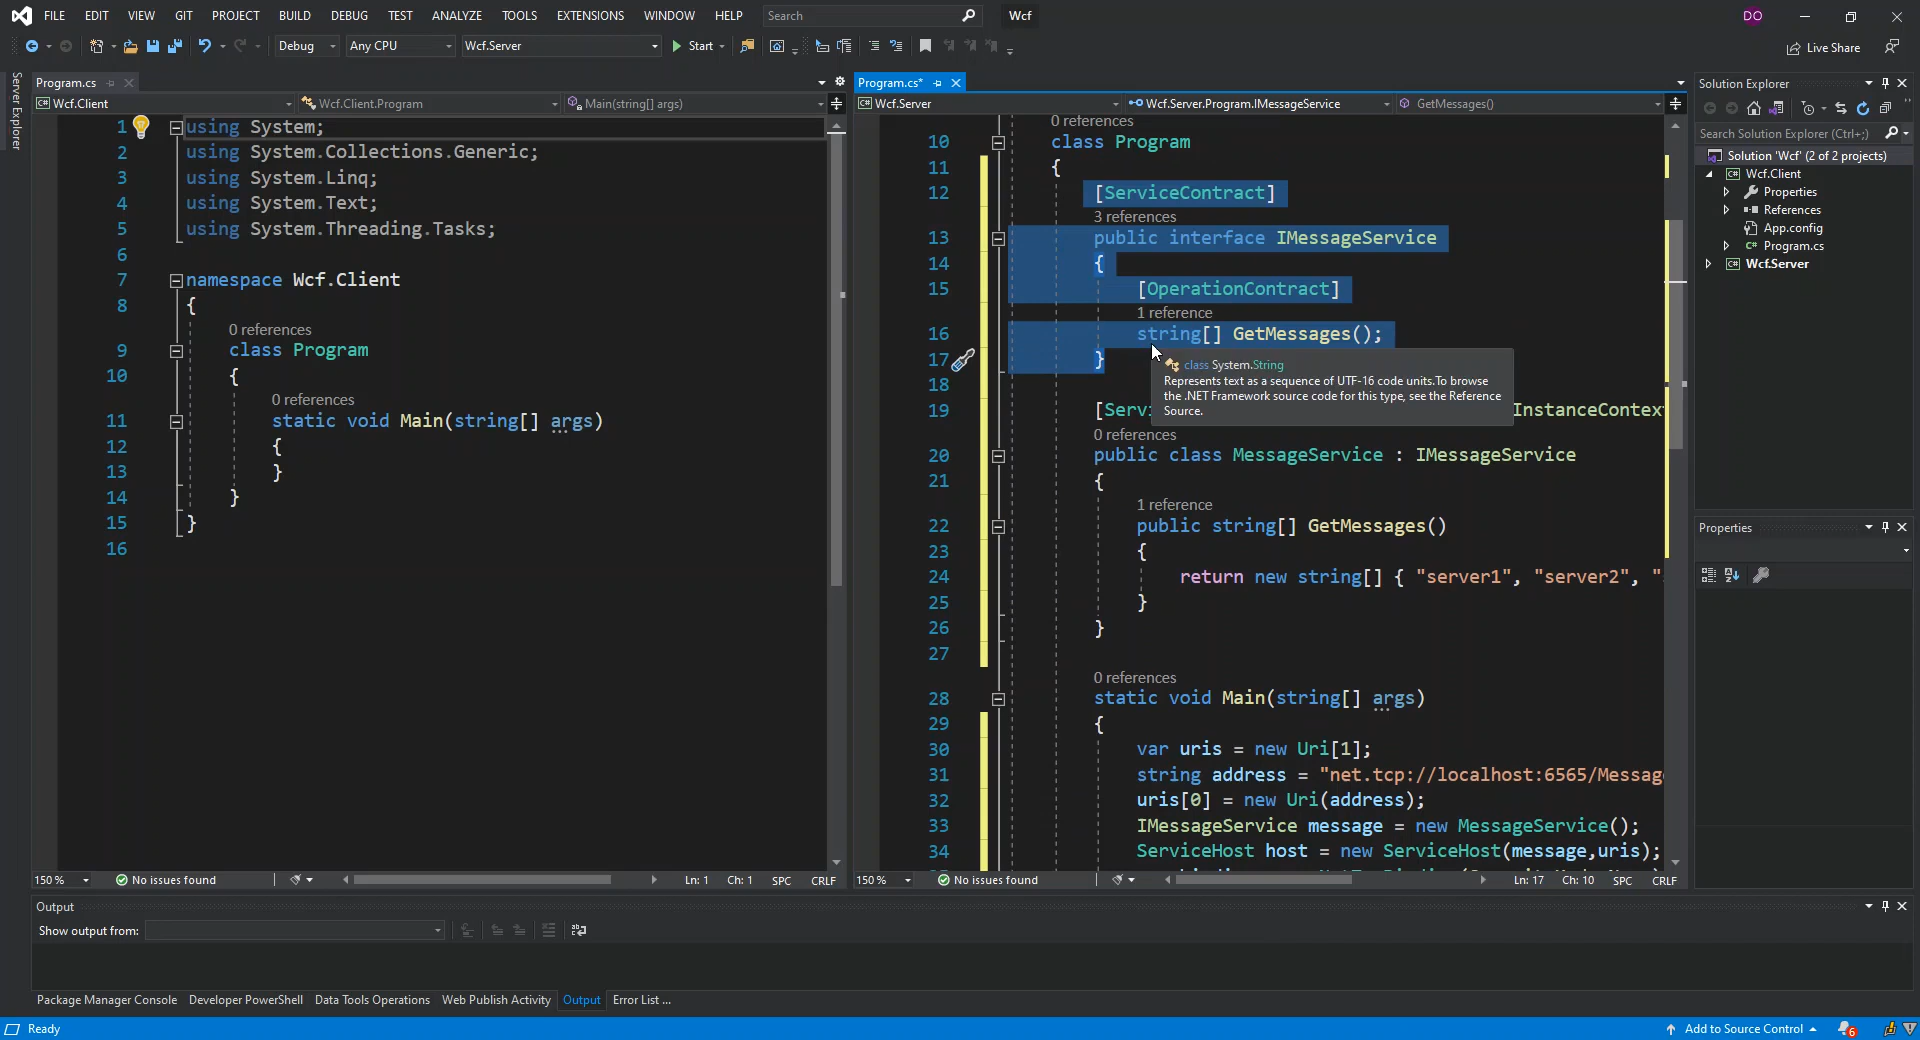 FILE EDIT VIEW GIT PROJECT BUILD DEBUG TEST ANALYZE TOOLS EXTENSIONS WINDOW HELP Search Wcf DO
Debug Any CPU Wcf.Server Start Live Share
Server Explorer
Program.cs
Wcf.Client Wcf.Client.Program Main(string[] args)
1 using System;
2 using System.Collections.Generic;
3 using System.Linq;
4 using System.Text;
5 using System.Threading.Tasks;
6
7 namespace Wcf.Client
8 {
0 references
9 class Program
10 {
0 references
11 static void Main(string[] args)
12 {
13 }
14 }
15 }
16
150 % No issues found Ln: 1 Ch: 1 SPC CRLF
Program.cs*
Wcf.Server Wcf.Server.Program.IMessageService GetMessages()
0 references
10 class Program
11 {
12 [ServiceContract]
3 references
13 public interface IMessageService
14 {
15 [OperationContract]
1 reference
16 string[] GetMessages();
17 }
class System.String
Represents text as a sequence of UTF-16 code units.To browse
the .NET Framework source code for this type, see the Reference
Source.
18
19 [Serv InstanceContex
0 references
20 public class MessageService : IMessageService
21 {
1 reference
22 public string[] GetMessages()
23 {
24 return new string[] { "server1", "server2", "
25 }
26 }
27
0 references
28 static void Main(string[] args)
29 {
30 var uris = new Uri[1];
31 string address = "net.tcp://localhost:6565/Messag
32 uris[0] = new Uri(address);
33 IMessageService message = new MessageService();
34 ServiceHost host = new ServiceHost(message,uris);
150 % No issues found Ln: 17 Ch: 10 SPC CRLF
Solution Explorer
Search Solution Explorer (Ctrl+;)
Solution 'Wcf' (2 of 2 projects)
Wcf.Client
Properties
References
App.config
Program.cs
Wcf.Server
Properties
Output
Show output from:
Package Manager Console Developer PowerShell Data Tools Operations Web Publish Activity Output Error List ...
Ready Add to Source Control 6